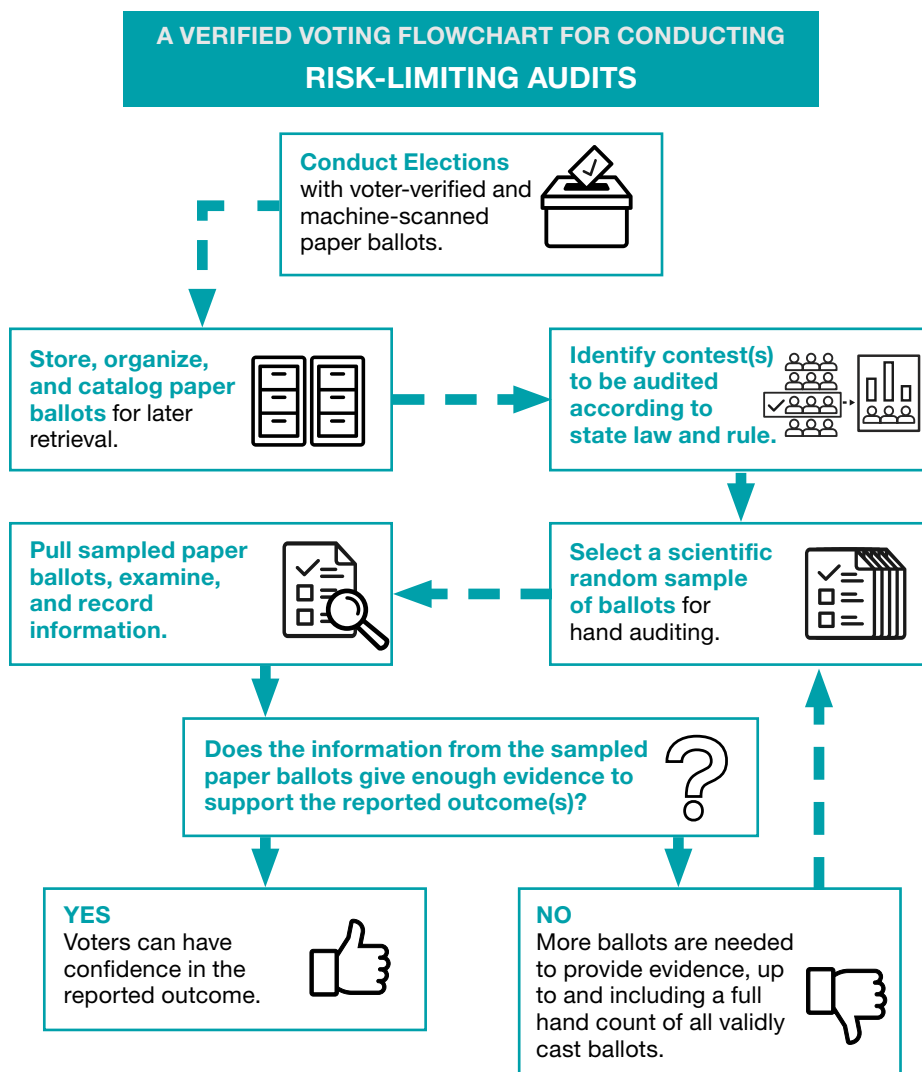 A VERIFIED VOTING FLOWCHART FOR CONDUCTING
RISK-LIMITING AUDITS
Conduct Elections
with voter-verified and
machine-scanned
paper ballots.
Store, organize,
and catalog paper
ballots for later
retrieval.
Identify contest(s)
to be audited
according to
state law and rule.
Select a scientific
random sample
of ballots for
hand auditing.
Pull sampled paper
ballots, examine,
and record
information.
Does the information from the sampled
paper ballots give enough evidence to
support the reported outcome(s)?
YES
Voters can have
confidence in the
reported outcome.
NO
More ballots are needed
to provide evidence, up
to and including a full
hand count of all validly
cast ballots.